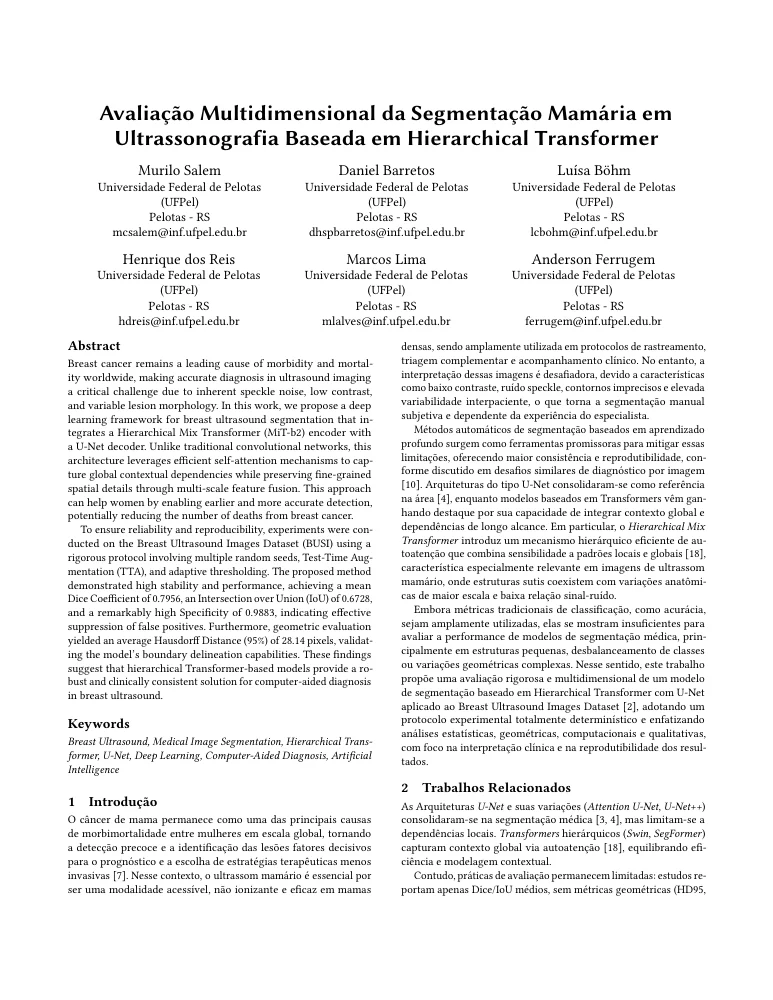 Avaliação Multidimensional da Segmentação Mamária em
Ultrassonografia Baseada em Hierarchical Transformer
Murilo Salem
Universidade Federal de Pelotas
(UFPel)
Pelotas - RS
mcsalem@inf.ufpel.edu.br
Daniel Barretos
Universidade Federal de Pelotas
(UFPel)
Pelotas - RS
dhspbarretos@inf.ufpel.edu.br
Luísa Böhm
Universidade Federal de Pelotas
(UFPel)
Pelotas - RS
lcbohm@inf.ufpel.edu.br
Henrique dos Reis
Universidade Federal de Pelotas
(UFPel)
Pelotas - RS
hdreis@inf.ufpel.edu.br
Marcos Lima
Universidade Federal de Pelotas
(UFPel)
Pelotas - RS
mlalves@inf.ufpel.edu.br
Anderson Ferrugem
Universidade Federal de Pelotas
(UFPel)
Pelotas - RS
ferrugem@inf.ufpel.edu.br
Abstract
Breast cancer remains a leading cause of morbidity and mortal-
ity worldwide, making accurate diagnosis in ultrasound imaging
a critical challenge due to inherent speckle noise, low contrast,
and variable lesion morphology. In this work, we propose a deep
learning framework for breast ultrasound segmentation that in-
tegrates a Hierarchical Mix Transformer (MiT-b2) encoder with
a U-Net decoder. Unlike traditional convolutional networks, this
architecture leverages efficient self-attention mechanisms to cap-
ture global contextual dependencies while preserving fine-grained
spatial details through multi-scale feature fusion. This approach
can help women by enabling earlier and more accurate detection,
potentially reducing the number of deaths from breast cancer.
To ensure reliability and reproducibility, experiments were con-
ducted on the Breast Ultrasound Images Dataset (BUSI) using a
rigorous protocol involving multiple random seeds, Test-Time Aug-
mentation (TTA), and adaptive thresholding. The proposed method
demonstrated high stability and performance, achieving a mean
Dice Coefficient of 0.7956, an Intersection over Union (IoU) of 0.6728,
and a remarkably high Specificity of 0.9883, indicating effective
suppression of false positives. Furthermore, geometric evaluation
yielded an average Hausdorff Distance (95%) of 28.14 pixels, validat-
ing the model's boundary delineation capabilities. These findings
suggest that hierarchical Transformer-based models provide a ro-
bust and clinically consistent solution for computer-aided diagnosis
in breast ultrasound.
Keywords
Breast Ultrasound, Medical Image Segmentation, Hierarchical Trans-
former, U-Net, Deep Learning, Computer-Aided Diagnosis, Artificial
Intelligence
1 Introdução
O câncer de mama permanece como uma das principais causas
de morbimortalidade entre mulheres em escala global, tornando
a detecção precoce e a identificação das lesões fatores decisivos
para o prognóstico e a escolha de estratégias terapêuticas menos
invasivas [7]. Nesse contexto, o ultrassom mamário é essencial por
ser uma modalidade acessível, não ionizante e eficaz em mamas
densas, sendo amplamente utilizada em protocolos de rastreamento,
triagem complementar e acompanhamento clínico. No entanto, a
interpretação dessas imagens é desafiadora, devido a características
como baixo contraste, ruído speckle, contornos imprecisos e elevada
variabilidade interpaciente, o que torna a segmentação manual
subjetiva e dependente da experiência do especialista.
Métodos automáticos de segmentação baseados em aprendizado
profundo surgem como ferramentas promissoras para mitigar essas
limitações, oferecendo maior consistência e reprodutibilidade, con-
forme discutido em desafios similares de diagnóstico por imagem
[10]. Arquiteturas do tipo U-Net consolidaram-se como referência
na área [4], enquanto modelos baseados em Transformers vêm gan-
hando destaque por sua capacidade de integrar contexto global e
dependências de longo alcance. Em particular, o Hierarchical Mix
Transformer introduz um mecanismo hierárquico eficiente de au-
toatenção que combina sensibilidade a padrões locais e globais [18],
característica especialmente relevante em imagens de ultrassom
mamário, onde estruturas sutis coexistem com variações anatômi-
cas de maior escala e baixa relação sinal-ruído.
Embora métricas tradicionais de classificação, como acurácia,
sejam amplamente utilizadas, elas se mostram insuficientes para
avaliar a performance de modelos de segmentação médica, prin-
cipalmente em estruturas pequenas, desbalanceamento de classes
ou variações geométricas complexas. Nesse sentido, este trabalho
propõe uma avaliação rigorosa e multidimensional de um modelo
de segmentação baseado em Hierarchical Transformer com U-Net
aplicado ao Breast Ultrasound Images Dataset [2], adotando um
protocolo experimental totalmente determinístico e enfatizando
análises estatísticas, geométricas, computacionais e qualitativas,
com foco na interpretação clínica e na reprodutibilidade dos resul-
tados.
2 Trabalhos Relacionados
As Arquiteturas U-Net e suas variações (Attention U-Net, U-Net++)
consolidaram-se na segmentação médica [3, 4], mas limitam-se a
dependências locais. Transformers hierárquicos (Swin, SegFormer)
capturam contexto global via autoatenção [18], equilibrando efi-
ciência e modelagem contextual.
Contudo, práticas de avaliação permanecem limitadas: estudos re-
portam apenas Dice/IoU médios, sem métricas geométricas (HD95,